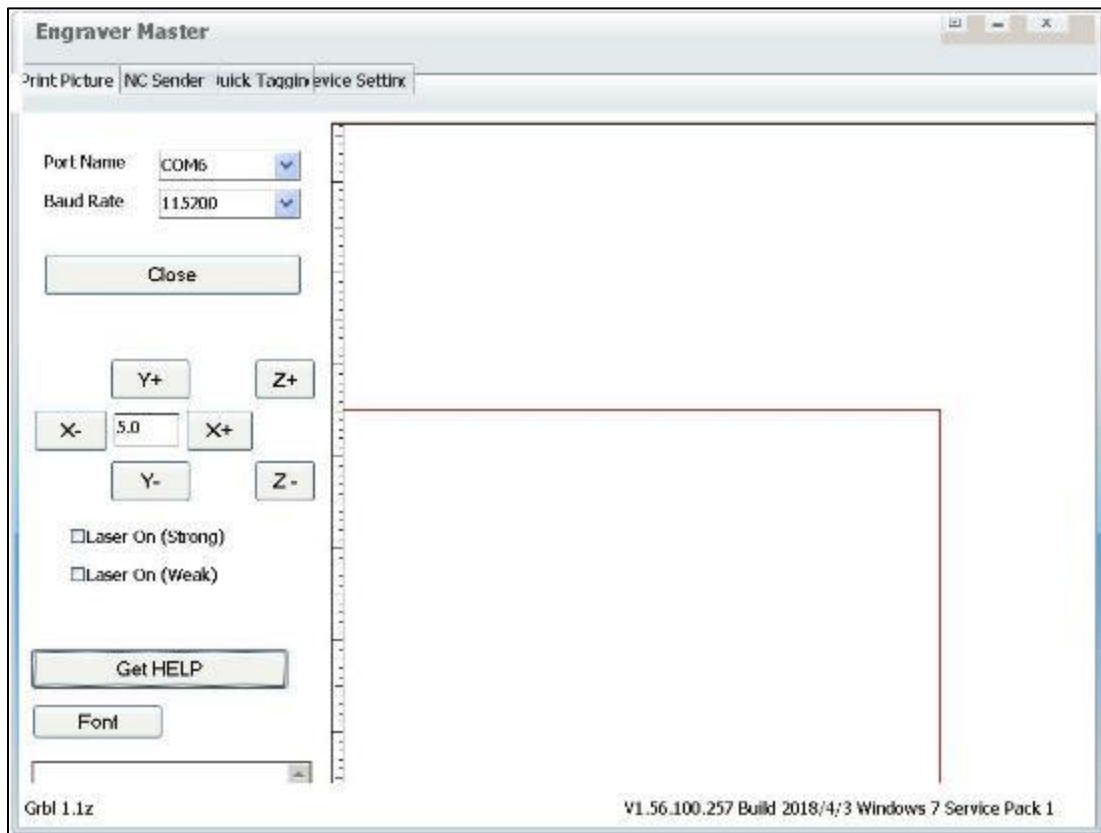 Engraver Master
Print Picture NC Sender uick Taggin evice Settin
Port Name COM6
Baud Rate 115200
Close
Y+ Z+
X- 5.0 X+
Y- Z-
Laser On (Strong)
Laser On (Weak)
Get HELP
Font
Grbl 1.1z V1.56.100.257 Build 2018/4/3 Windows 7 Service Pack 1